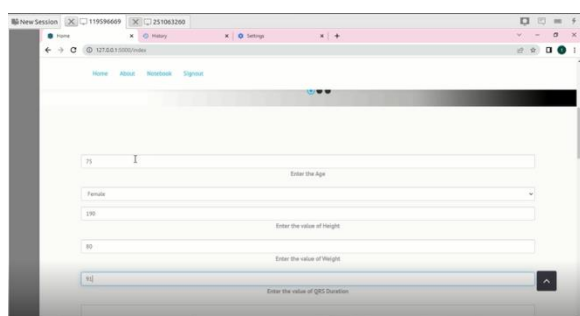 New Session 119596669 251063260
Home History Settings
127.0.0.1:5000/index
Home About Notebook Signout
75
Enter the Age
Female
190
Enter the value of Height
80
Enter the value of Weight
91
Enter the value of QRS Duration